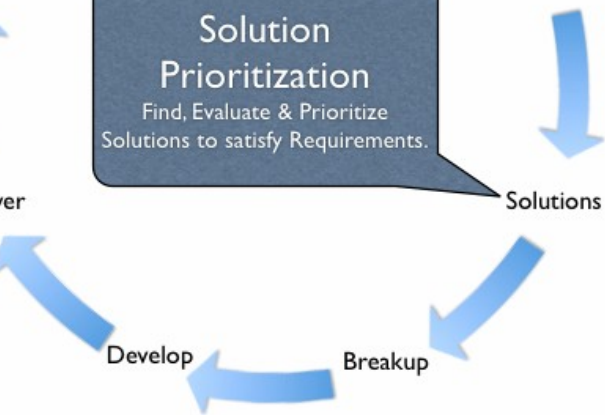 Solution
Prioritization
Find, Evaluate & Prioritize
Solutions to satisfy Requirements.
Solutions
Develop
Breakup